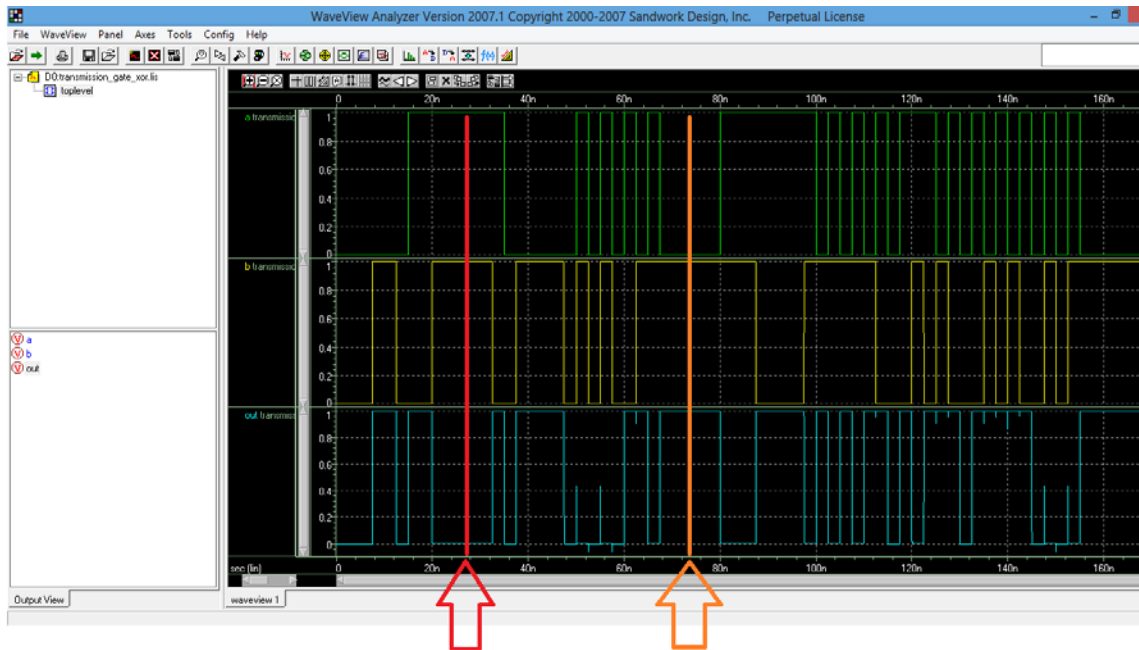 WaveView Analyzer Version 2007.1 Copyright 2000-2007 Sandwork Design, Inc. Perpetual License
File WaveView Panel Axes Tools Config Help
D0:transmission_gate_xor.lis
toplevel
0 20n 40n 60n 80n 100n 120n 140n 160n
a transmissio
1
0.8
0.6
0.4
0.2
0
b transmissio
1
0.8
0.6
0.4
0.2
0
out transmiss
1
0.8
0.6
0.4
0.2
0
a
b
out
sec (lin)
0 20n 40n 60n 80n 100n 120n 140n 160n
Output View
waveview 1